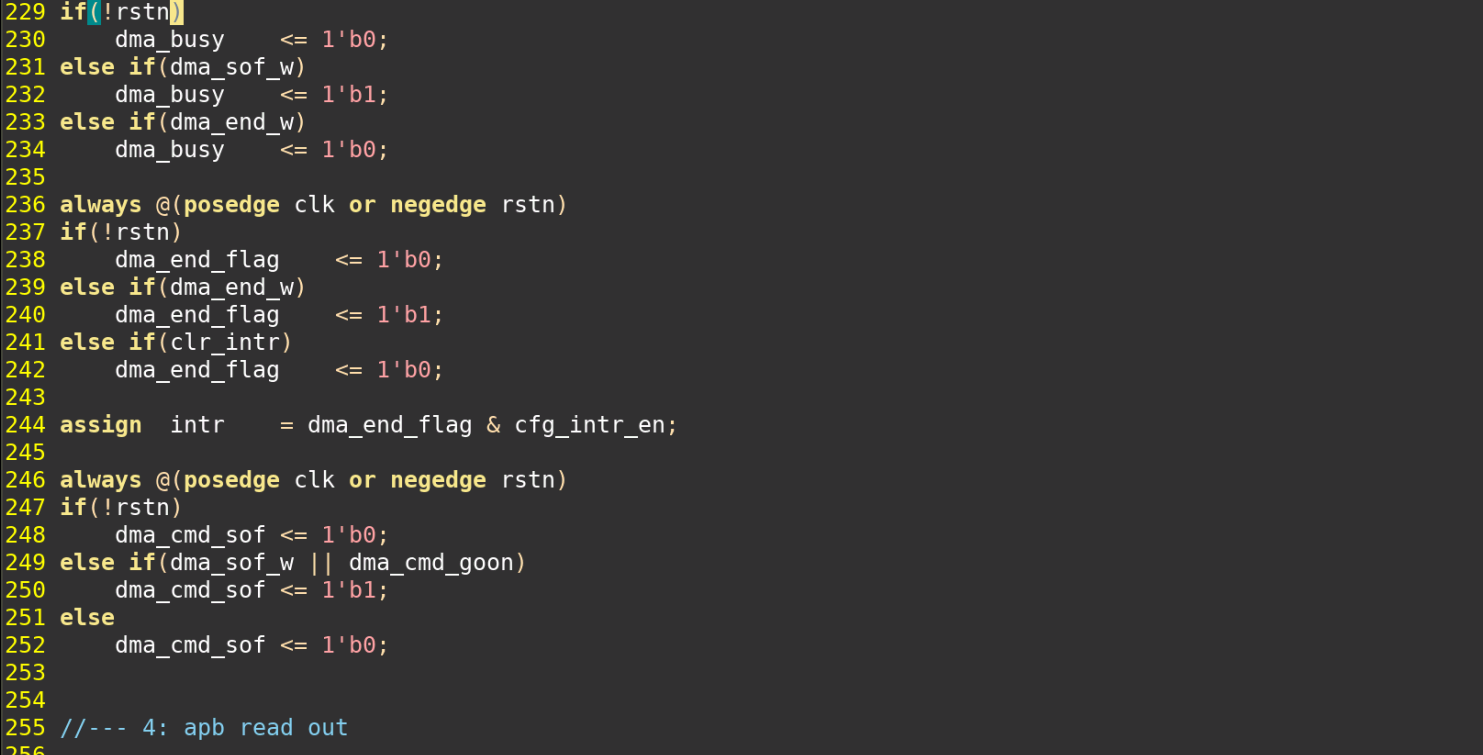 229 if(!rstn)
230     dma_busy    <= 1'b0;
231 else if(dma_sof_w)
232     dma_busy    <= 1'b1;
233 else if(dma_end_w)
234     dma_busy    <= 1'b0;
235
236 always @(posedge clk or negedge rstn)
237 if(!rstn)
238     dma_end_flag    <= 1'b0;
239 else if(dma_end_w)
240     dma_end_flag    <= 1'b1;
241 else if(clr_intr)
242     dma_end_flag    <= 1'b0;
243
244 assign  intr    = dma_end_flag & cfg_intr_en;
245
246 always @(posedge clk or negedge rstn)
247 if(!rstn)
248     dma_cmd_sof <= 1'b0;
249 else if(dma_sof_w || dma_cmd_goon)
250     dma_cmd_sof <= 1'b1;
251 else
252     dma_cmd_sof <= 1'b0;
253
254
255 //--- 4: apb read out
256